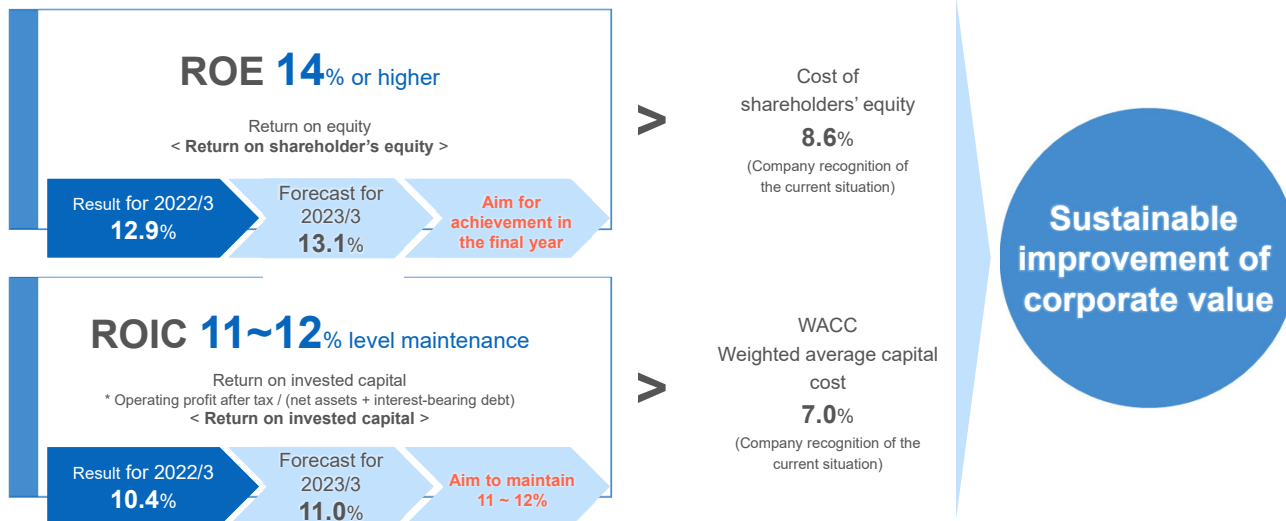 ROE 14% or higher
Return on equity
< Return on shareholder's equity >
Result for 2022/3
12.9%
Forecast for
2023/3
13.1%
Aim for
achievement in
the final year
>
Cost of
shareholders' equity
8.6%
(Company recognition of
the current situation)
ROIC 11~12% level maintenance
Return on invested capital
* Operating profit after tax / (net assets + interest-bearing debt)
< Return on invested capital >
Result for 2022/3
10.4%
Forecast for
2023/3
11.0%
Aim to maintain
11 ~ 12%
>
WACC
Weighted average capital
cost
7.0%
(Company recognition of the
current situation)
Sustainable
improvement of
corporate value